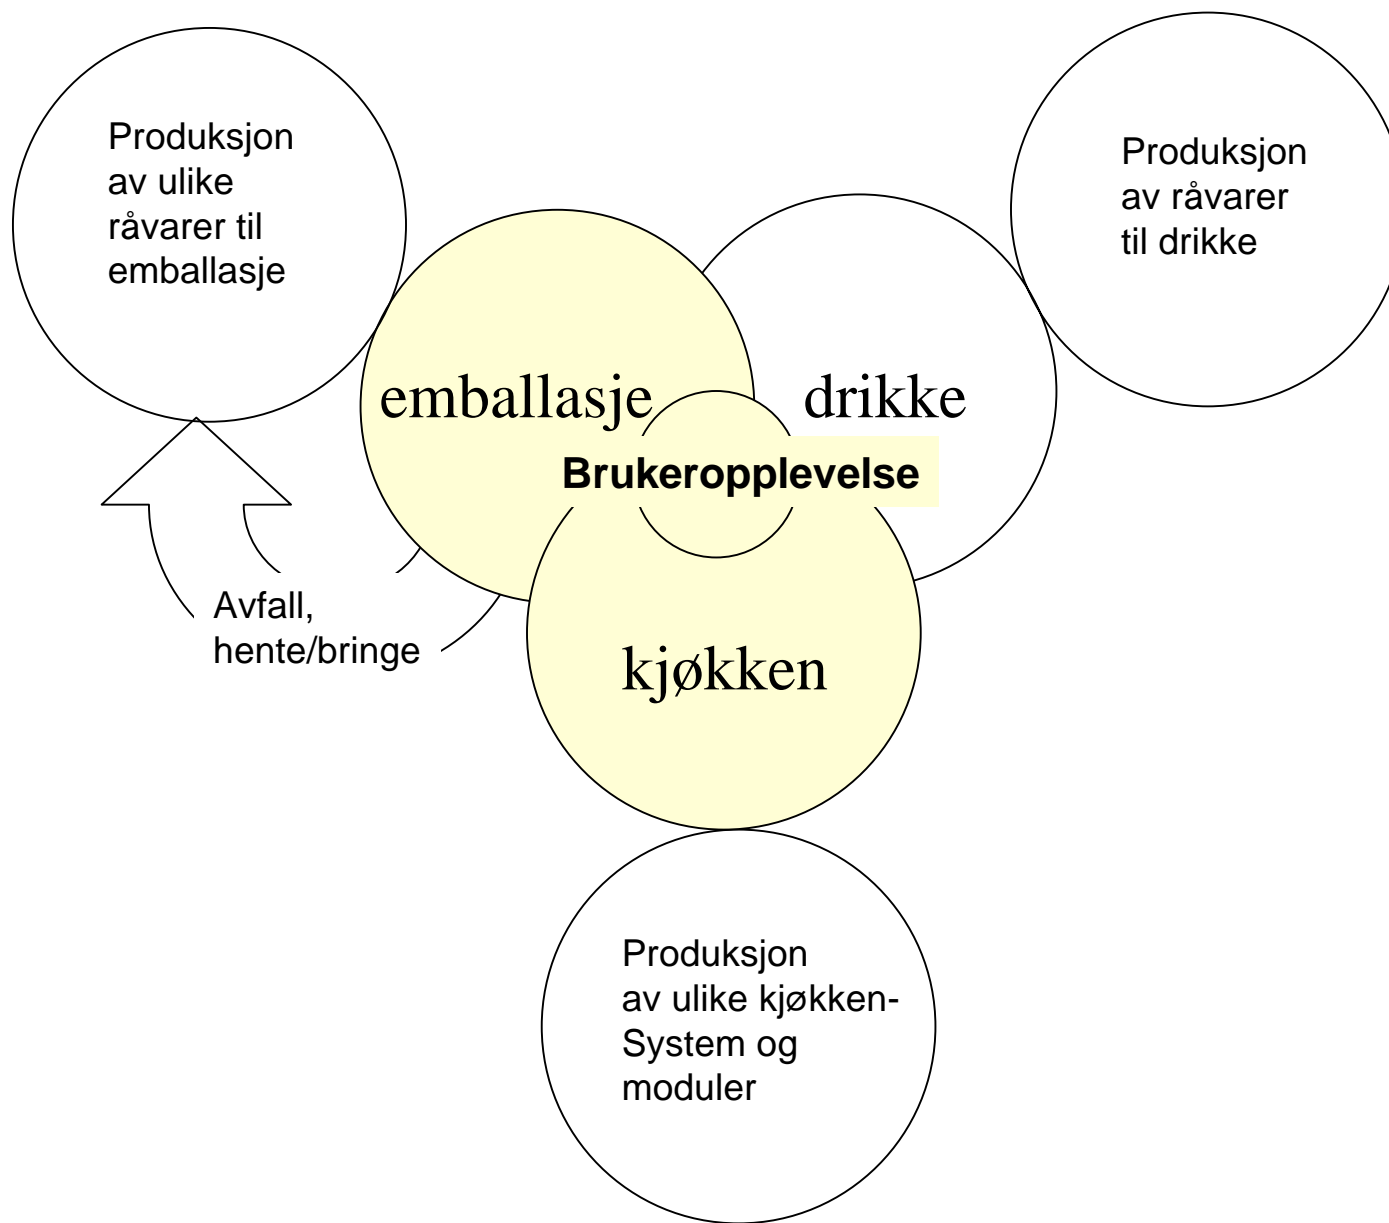 Produksjon
av ulike
råvarer til
emballasje
Produksjon
av råvarer
til drikke
emballasje
drikke
Brukeropplevelse
Avfall,
hente/bringe
kjøkken
Produksjon
av ulike kjøkken-
System og
moduler